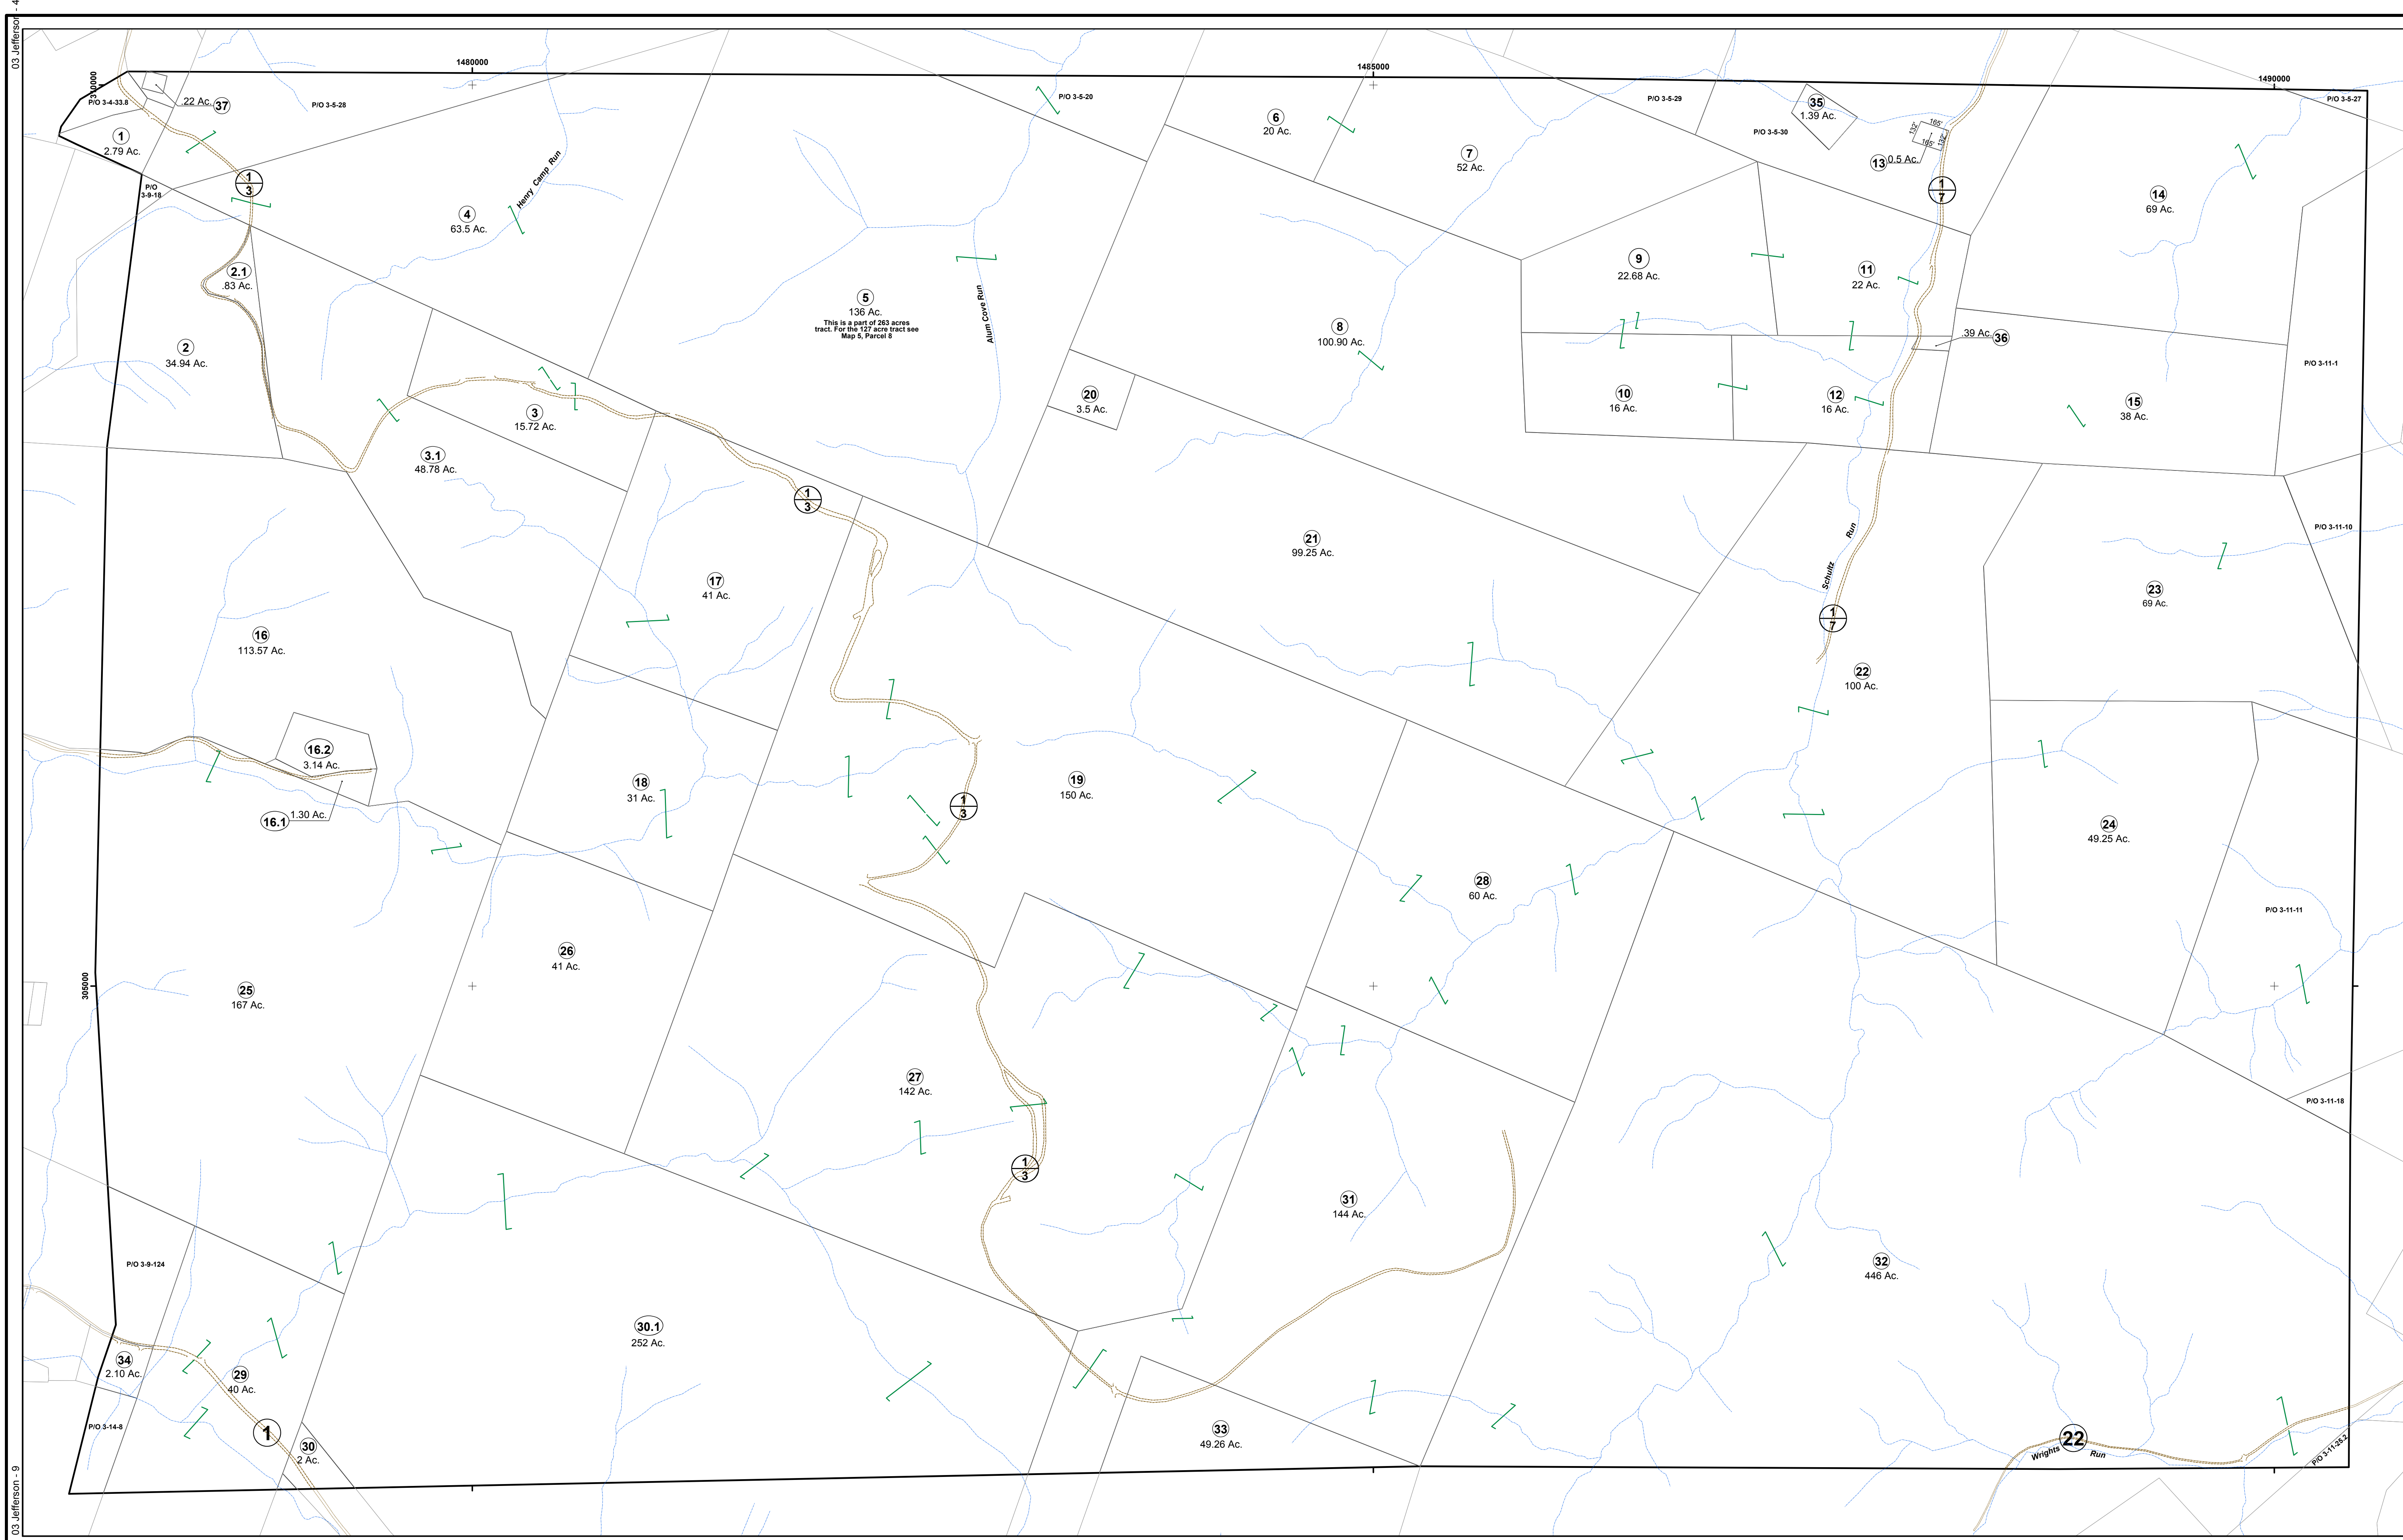 03 Jefferson - 4
1480000
1485000
1490000
310000
P/O 3-4-33.8
.22 Ac.
37
P/O 3-5-28
P/O 3-5-20
P/O 3-5-29
P/O 3-5-27
6
20 Ac.
35
1.39 Ac.
P/O 3-5-30
165'
132'
132'
165'
13
0.5 Ac.
1
2.79 Ac.
7
52 Ac.
1
3
P/O
3-9-18
Henry Camp Run
1
7
14
69 Ac.
4
63.5 Ac.
2.1
.83 Ac.
9
22.68 Ac.
11
22 Ac.
5
136 Ac.
This is a part of 263 acres
tract. For the 127 acre tract see
Map 5, Parcel 8
Alum Cove Run
8
100.90 Ac.
.39 Ac.
36
2
34.94 Ac.
P/O 3-11-1
20
3.5 Ac.
10
16 Ac.
12
16 Ac.
15
38 Ac.
3
15.72 Ac.
3.1
48.78 Ac.
1
3
P/O 3-11-10
21
99.25 Ac.
Schultz Run
17
41 Ac.
23
69 Ac.
1
7
16
113.57 Ac.
22
100 Ac.
16.2
3.14 Ac.
18
31 Ac.
19
150 Ac.
1
3
16.1
1.30 Ac.
24
49.25 Ac.
28
60 Ac.
P/O 3-11-11
26
41 Ac.
305000
25
167 Ac.
27
142 Ac.
P/O 3-11-18
1
3
31
144 Ac.
P/O 3-9-124
32
446 Ac.
30.1
252 Ac.
34
2.10 Ac.
29
40 Ac.
P/O 3-14-8
1
30
2 Ac.
33
49.26 Ac.
22
Wrights Run
P/O 3-11-25.2
03 Jefferson - 9